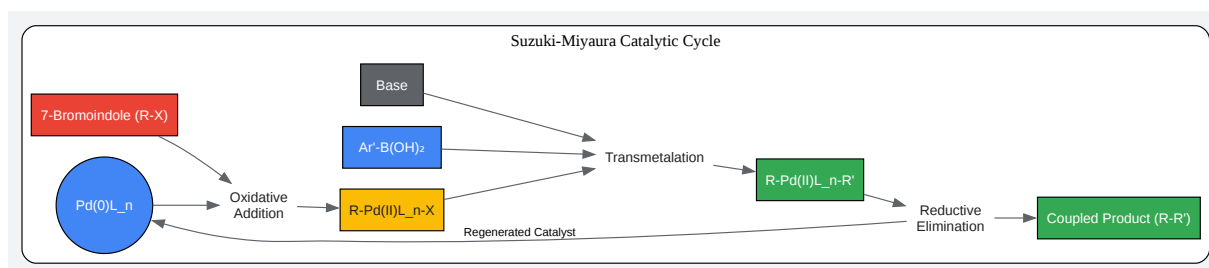 Suzuki-Miyaura Catalytic Cycle
Base
7-Bromoindole (R-X)
Ar'-B(OH)₂
Transmetalation
R-Pd(II)L_n-R'
Pd(0)L_n
Oxidative
Addition
R-Pd(II)L_n-X
Reductive
Elimination
Coupled Product (R-R')
Regenerated Catalyst